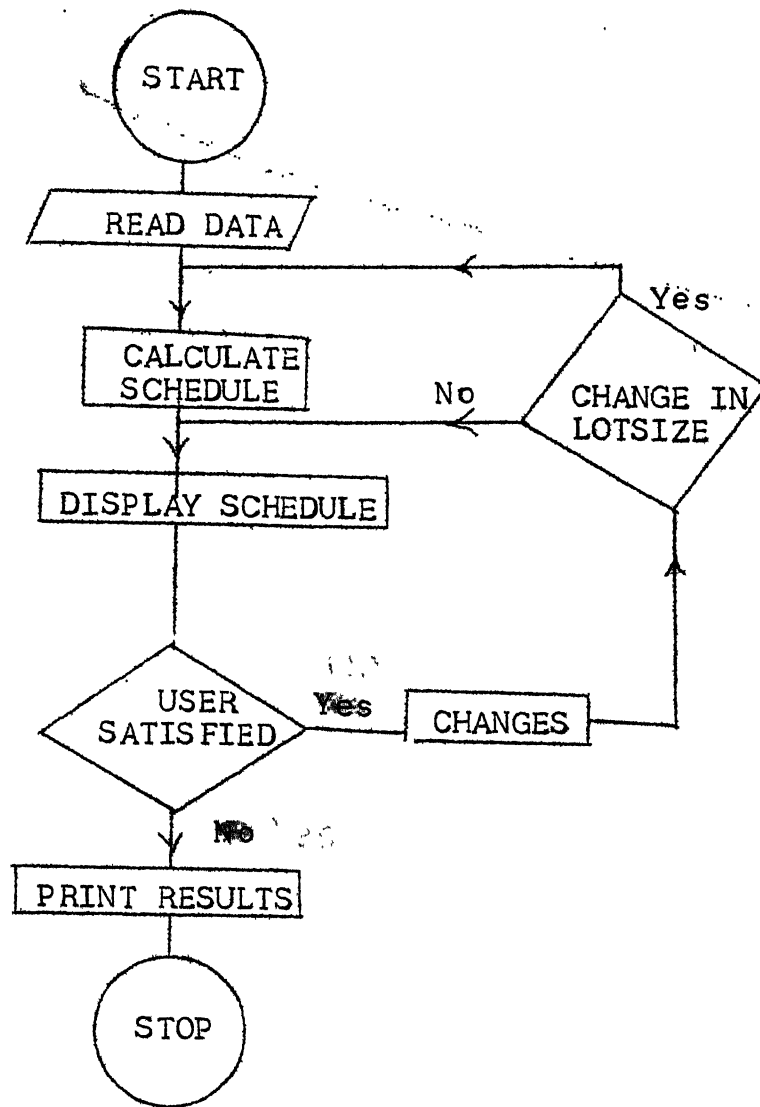 START
READ DATA
Yes
CALCULATE
SCHEDULE
No
CHANGE IN
LOTSIZE
DISPLAY SCHEDULE
USER
SATISFIED
Yes
CHANGES
No
PRINT RESULTS
STOP